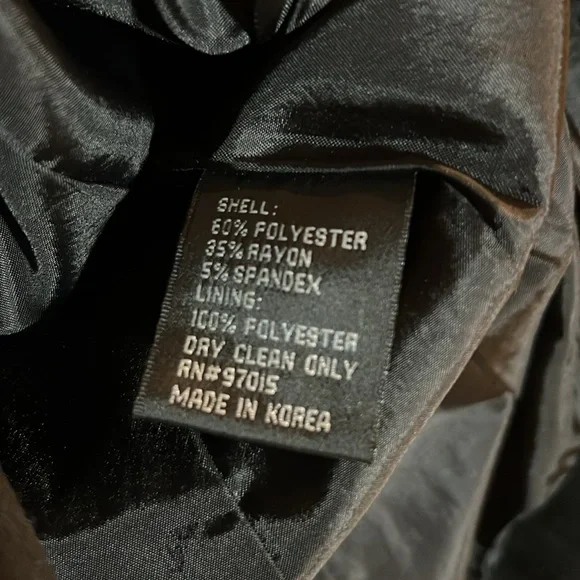 SHELL:
60% POLYESTER
35% RAYON
5% SPANDEX
LINING:
100% POLYESTER
DRY CLEAN ONLY
RN#97015
MADE IN KOREA